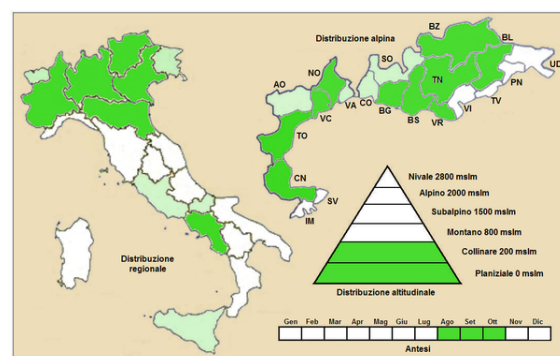 Distribuzione alpina
BZ
BL
UD
SO
NO
AO
TN
PN
TV
VI
VR
BS
BG
CO
VA
VC
TO
CN
SV
IM
Nivale 2800 mslm
Alpino 2000 mslm
Subalpino 1500 mslm
Montano 800 mslm
Collinare 200 mslm
Planiziale 0 mslm
Distribuzione altitudinale
Distribuzione
regionale
Gen Feb Mar Apr Mag Giu Lug Ago Set Ott Nov Dic
Antesi